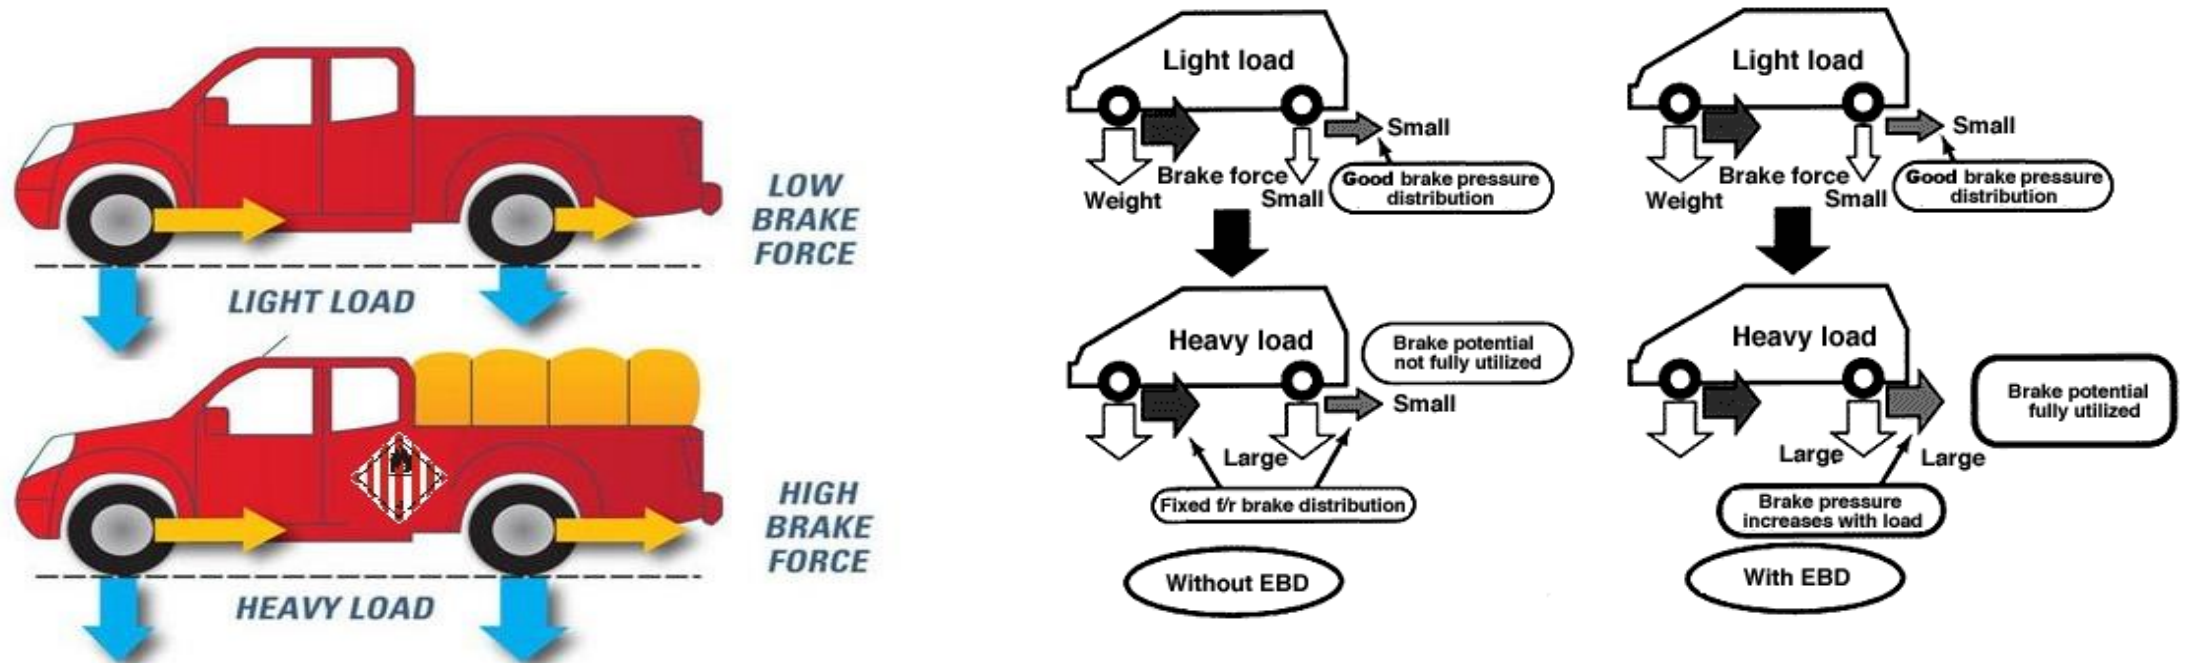 LOW
BRAKE
FORCE
LIGHT LOAD
HIGH
BRAKE
FORCE
HEAVY LOAD
Light load
Small
Brake force
Weight
Small
Good brake pressure
distribution
Heavy load
Brake potential
not fully utilized
Small
Large
Fixed f/r brake distribution
Without EBD
Light load
Small
Brake force
Weight
Small
Good brake pressure
distribution
Heavy load
Brake potential
fully utilized
Large
Large
Brake pressure
increases with load
With EBD